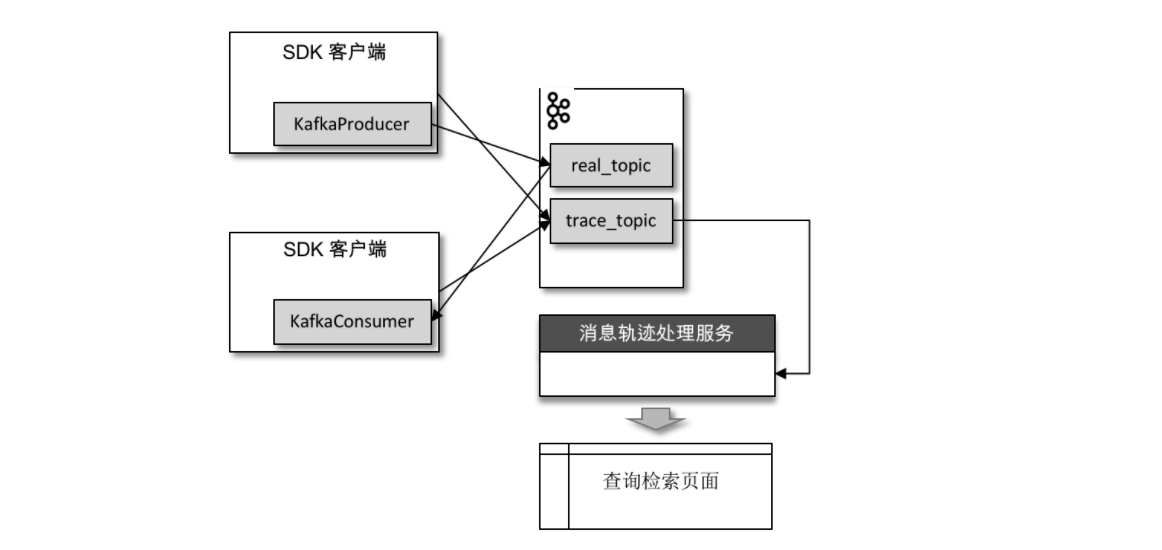 SDK 客户端
KafkaProducer
real_topic
trace_topic
SDK 客户端
KafkaConsumer
消息轨迹处理服务
查询检索页面